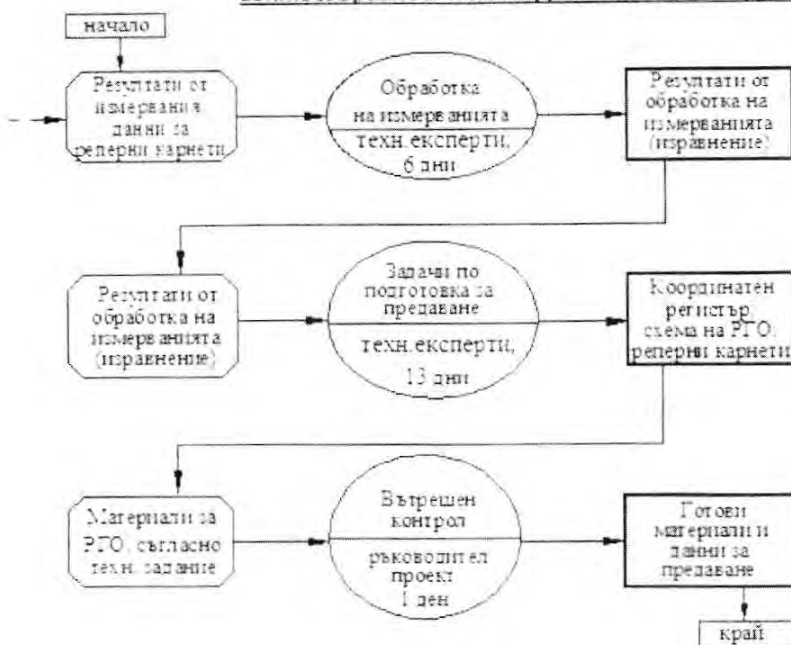 начало
Резултати от
измервания,
данни за
реперни карнети
Обработка
на измерванията
техн.експерти,
6 дни
Резултати от
обработка на
измерванията
(изравнение)
Резултати от
обработка на
измерванията
(изравнение)
Задачи по
подготовка за
предаване
техн.експерти,
13 дни
Координатен
регистър,
схема на РГО,
реперни карнети
Материали за
РГО, съгласно
техн. задание
Вътрешен
контрол
ръководител
проект
1 ден
Готови
материали и
данни за
предаване
край